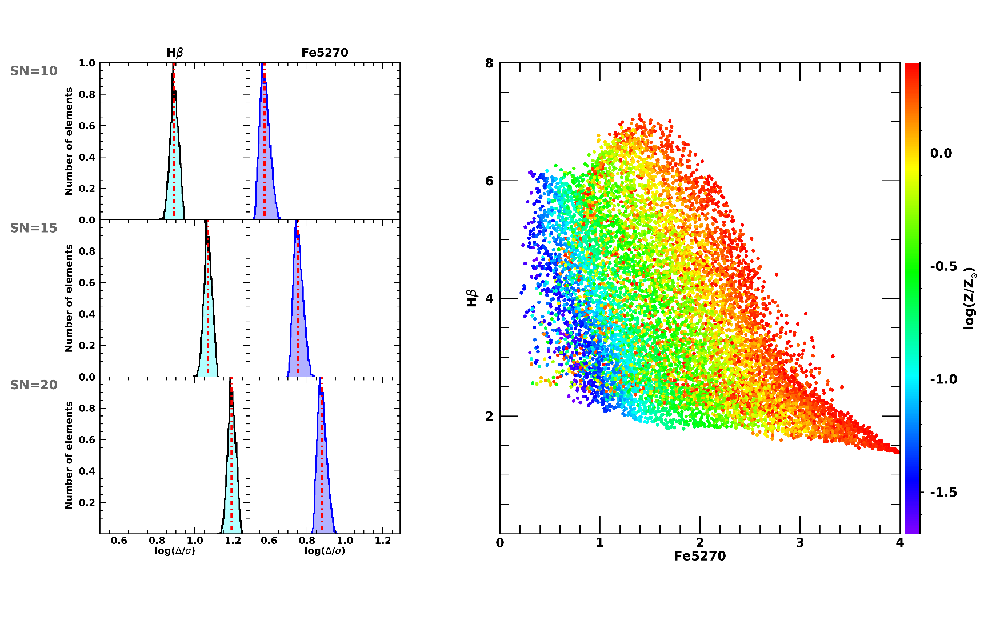 Hβ Fe5270
SN=10
1.0
0.8
0.6
0.4
0.2
0.0
Number of elements
SN=15
0.8
0.6
0.4
0.2
0.0
Number of elements
SN=20
0.8
0.6
0.4
0.2
Number of elements
0.6 0.8 1.0 1.2 0.6 0.8 1.0 1.2
log(Δ/σ) log(Δ/σ)
8
6
4
2
Hβ
0 1 2 3 4
Fe5270
0.0
-0.5
-1.0
-1.5
log(Z/Z⊙)